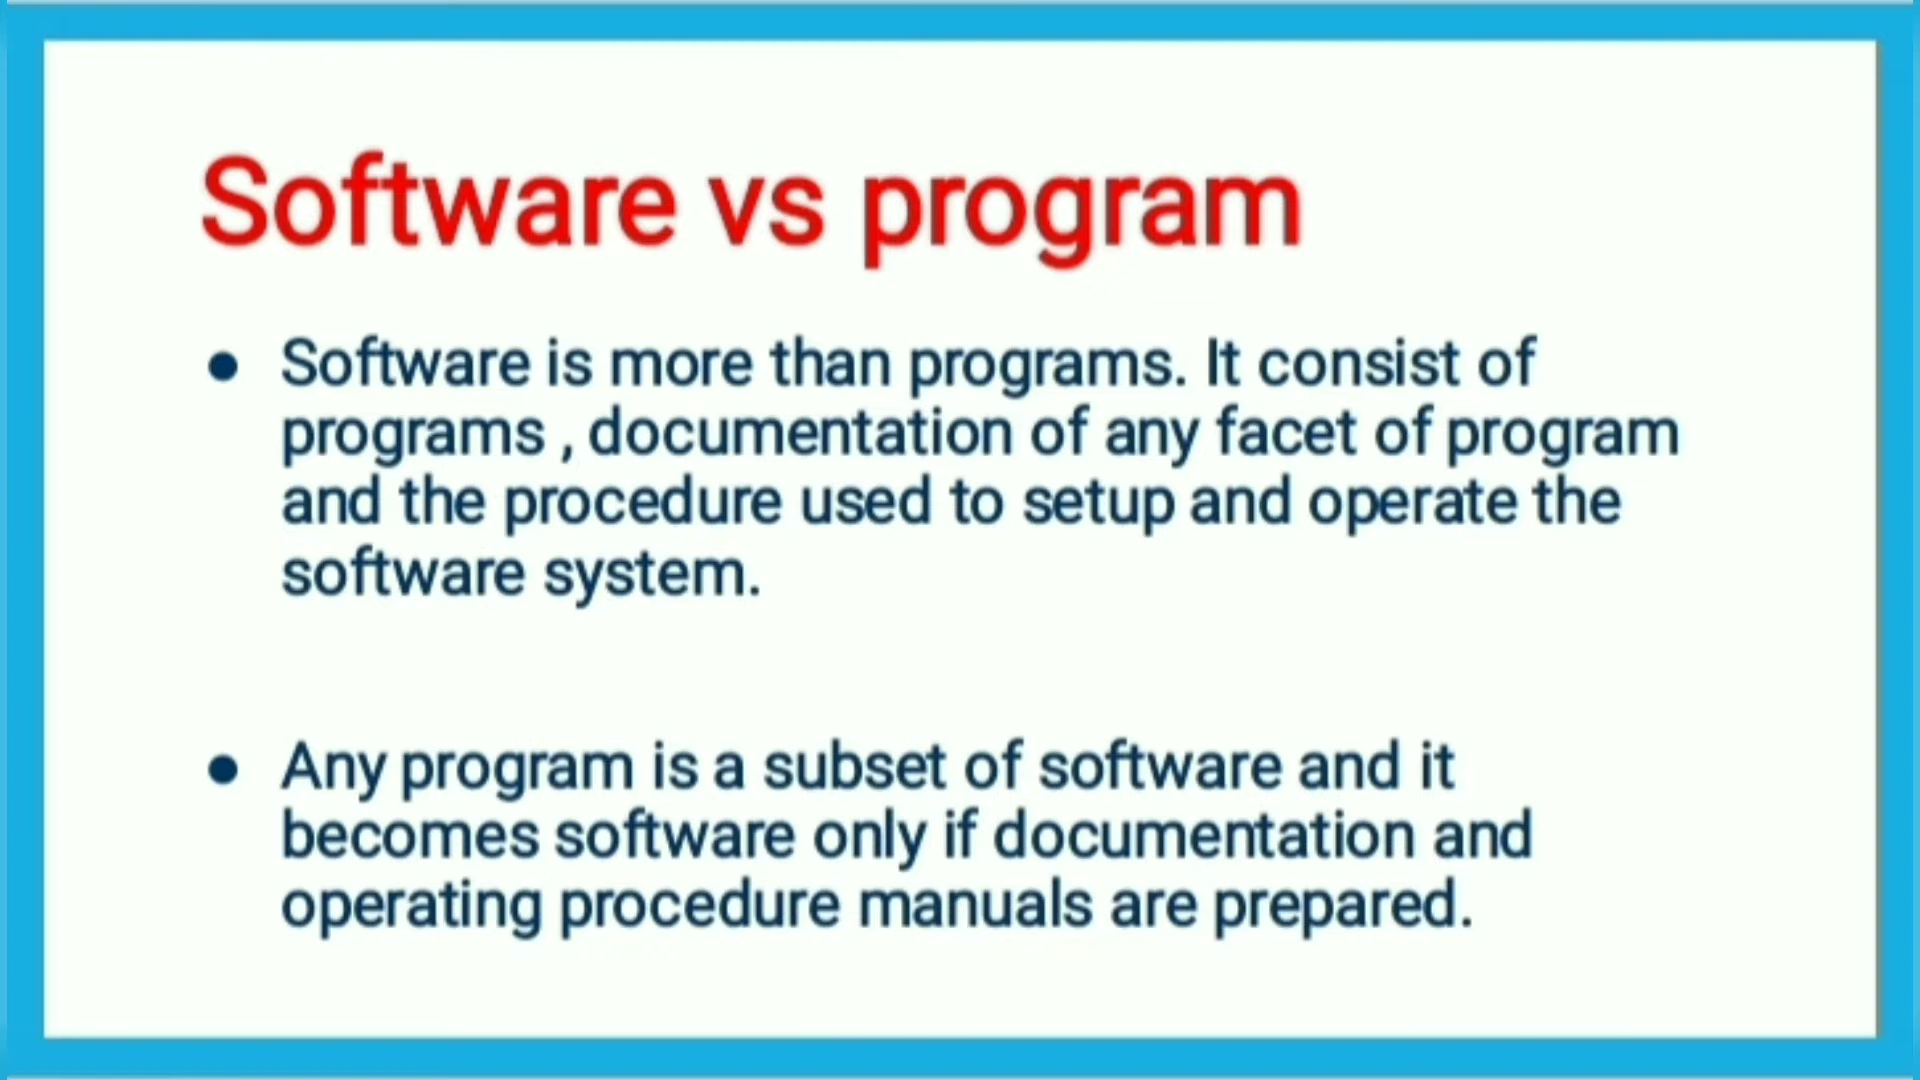 Software vs program
● Software is more than programs. It consist of
programs , documentation of any facet of program
and the procedure used to setup and operate the
software system.
● Any program is a subset of software and it
becomes software only if documentation and
operating procedure manuals are prepared.